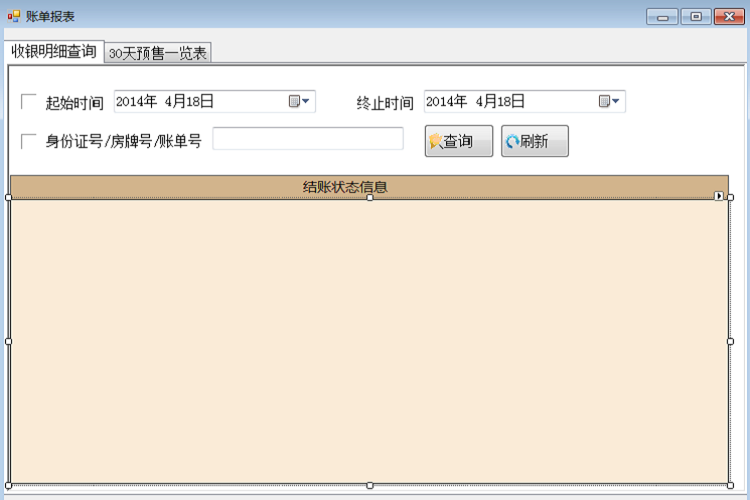 账单报表
收银明细查询 30天预售一览表
起始时间 2014年 4月18日 终止时间 2014年 4月18日
身份证号/房牌号/账单号 查询 刷新
结账状态信息